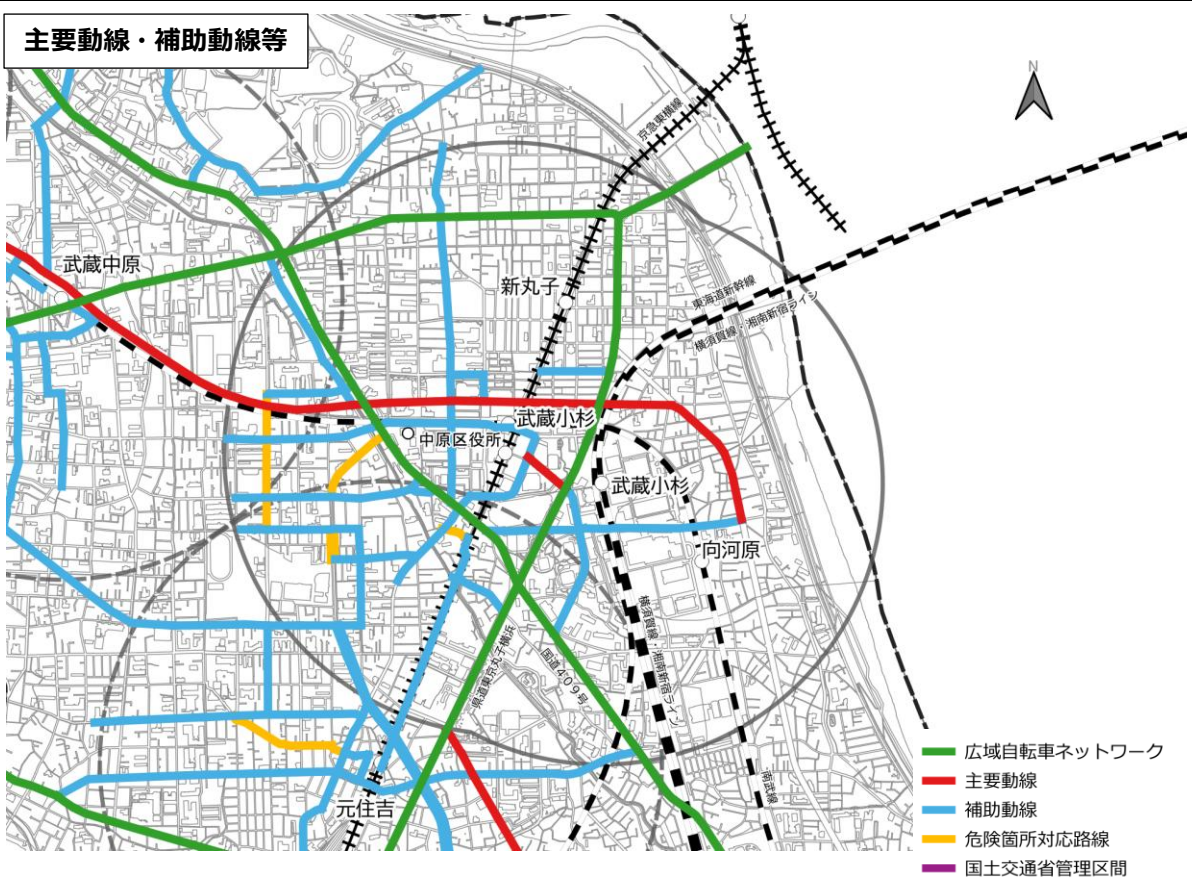 主要動線・補助動線等
N
京急東横線
武蔵中原
新丸子
東海道新幹線
横須賀線・湘南新宿ライン
武蔵小杉
中原区役所
武蔵小杉
向河原
横須賀線・湘南新宿ライン
県道東京丸子横浜
国道409号
南武線
元住吉
広域自転車ネットワーク
主要動線
補助動線
危険箇所対応路線
国土交通省管理区間